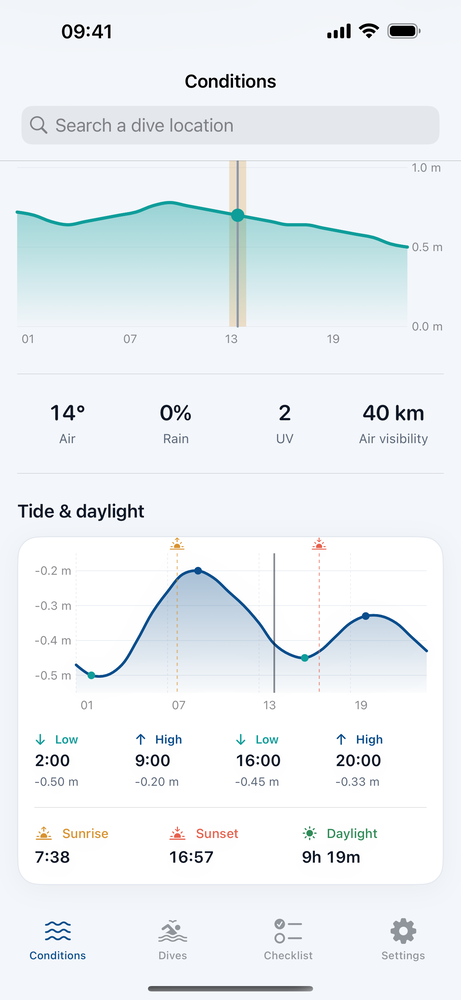 09:41
Conditions
Search a dive location
1.0 m
0.5 m
0.0 m
01 07 13 19
14° 0% 2 40 km
Air Rain UV Air visibility
Tide & daylight
-0.2 m
-0.3 m
-0.4 m
-0.5 m
01 07 13 19
Low High Low High
2:00 9:00 16:00 20:00
-0.50 m -0.20 m -0.45 m -0.33 m
Sunrise Sunset Daylight
7:38 16:57 9h 19m
Conditions Dives Checklist Settings